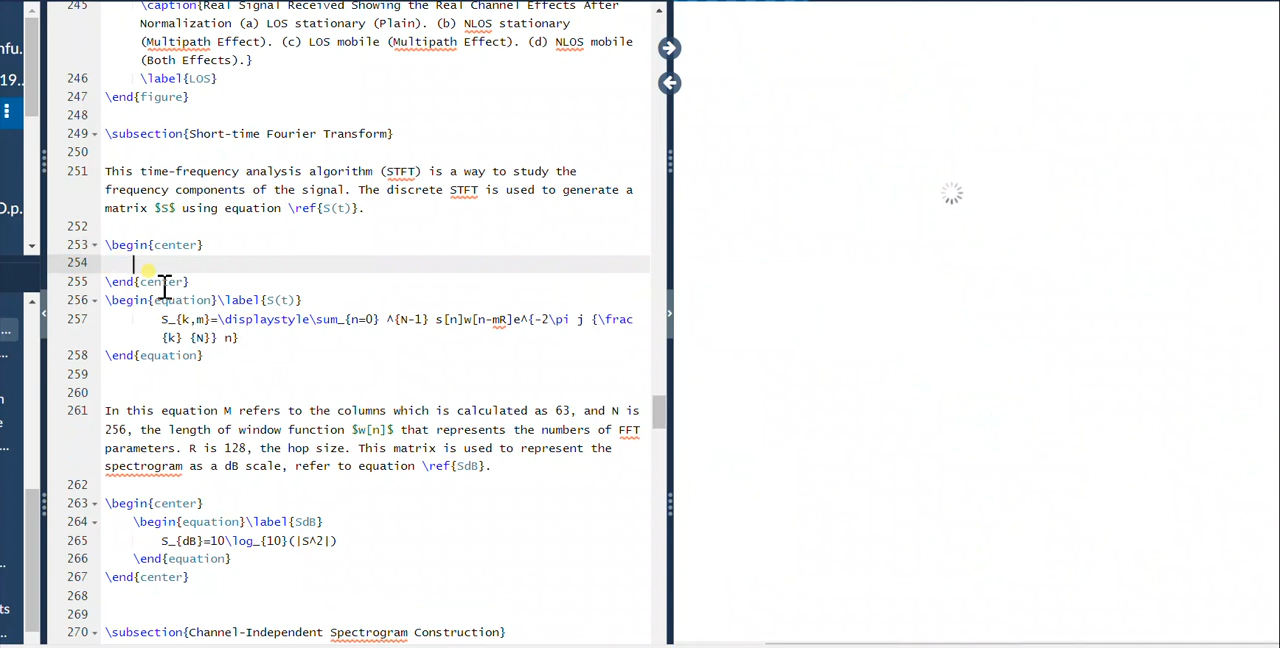 245 \caption{Real Signal Received Showing the Real Channel Effects After
Normalization (a) LOS stationary (Plain). (b) NLOS stationary
(Multipath Effect). (c) LOS mobile (Multipath Effect). (d) NLOS mobile
(Both Effects).}
246 \label{LOS}
247 \end{figure}
248
249 \subsection{Short-time Fourier Transform}
250
251 This time-frequency analysis algorithm (STFT) is a way to study the
frequency components of the signal. The discrete STFT is used to generate a
matrix $S$ using equation \ref{S(t)}.
252
253 \begin{center}
254
255 \end{center}
256 \begin{equation}\label{S(t)}
257 S_{k,m}=\displaystyle\sum_{n=0} ^{N-1} s[n]w[n-mR]e^{-2\pi j {\frac
{k} {N}} n}
258 \end{equation}
259
260
261 In this equation M refers to the columns which is calculated as 63, and N is
256, the length of window function $w[n]$ that represents the numbers of FFT
parameters. R is 128, the hop size. This matrix is used to represent the
spectrogram as a dB scale, refer to equation \ref{SdB}.
262
263 \begin{center}
264 \begin{equation}\label{SdB}
265 S_{dB}=10\log_{10}(|S^2|)
266 \end{equation}
267 \end{center}
268
269
270 \subsection{Channel-Independent Spectrogram Construction}
nfu.
19..
O.p.
...
n
e
ts